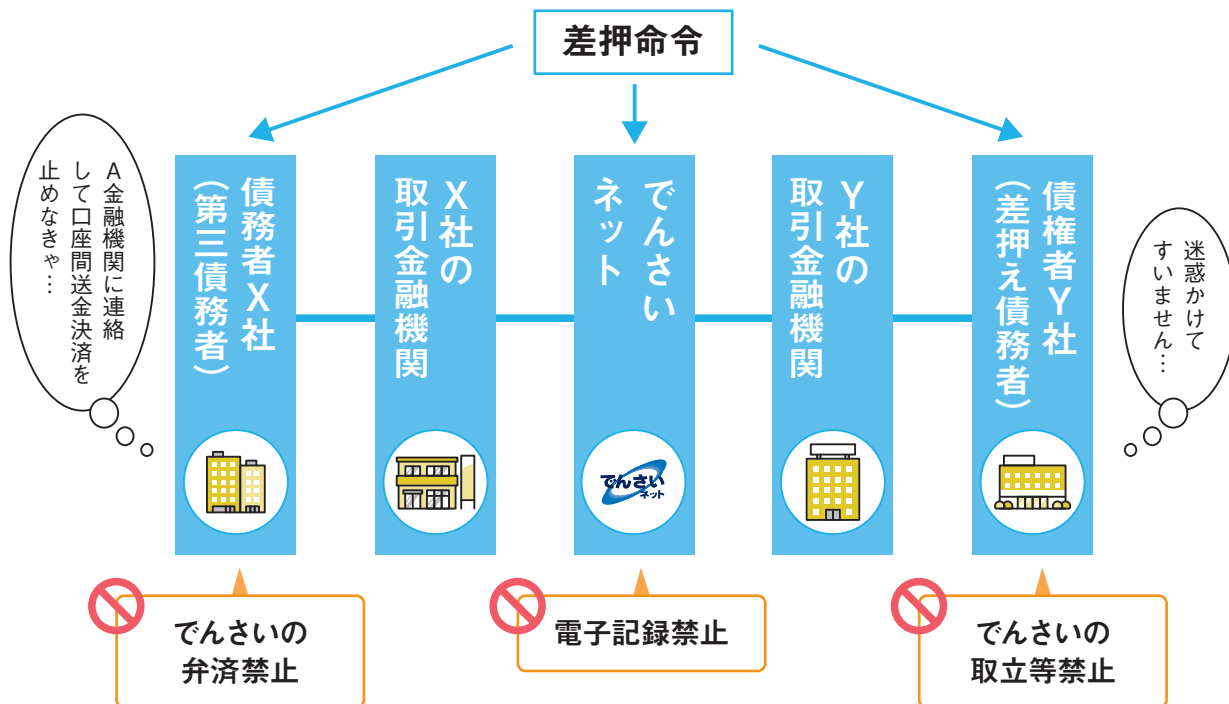 差押命令
A金融機関に連絡
して口座間送金決済を
止めなきゃ…
債務者X社
（第三債務者）
X社の
取引金融機関
でんさい
ネット
でんさい
ネット
Y社の
取引金融機関
債権者Y社
（差押え債務者）
迷惑かけて
すいません…
でんさいの
弁済禁止
電子記録禁止
でんさいの
取立等禁止